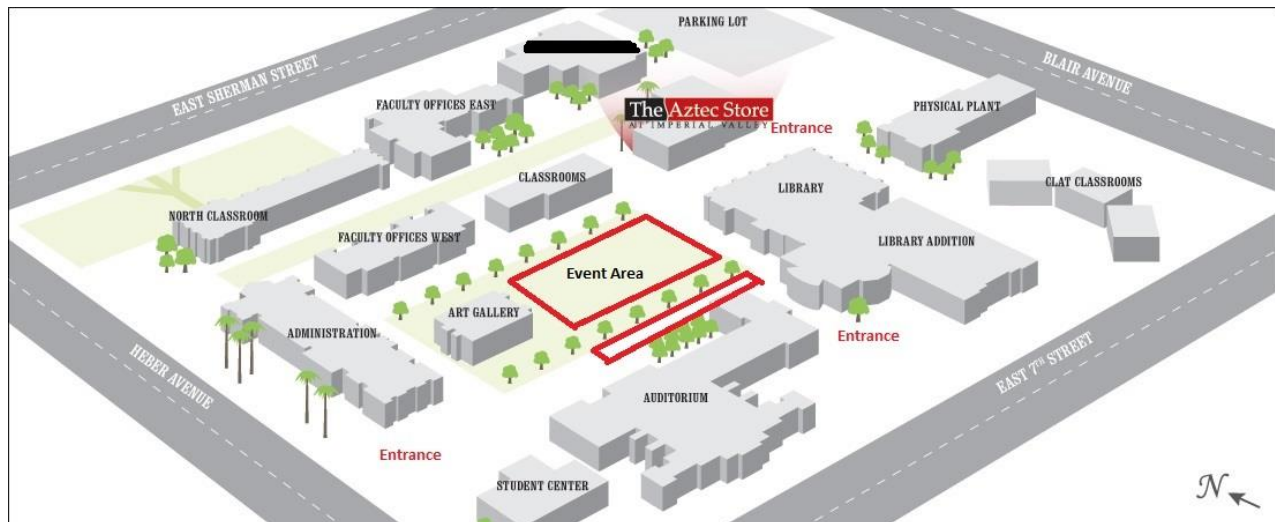 PARKING LOT
EAST SHERMAN STREET
BLAIR AVENUE
FACULTY OFFICES EAST
The Aztec Store
AT IMPERIAL VALLEY
Entrance
PHYSICAL PLANT
CLASSROOMS
LIBRARY
CLAT CLASSROOMS
NORTH CLASSROOM
FACULTY OFFICES WEST
LIBRARY ADDITION
Event Area
ART GALLERY
ADMINISTRATION
Entrance
HEBER AVENUE
EAST 7TH STREET
AUDITORIUM
Entrance
STUDENT CENTER
N